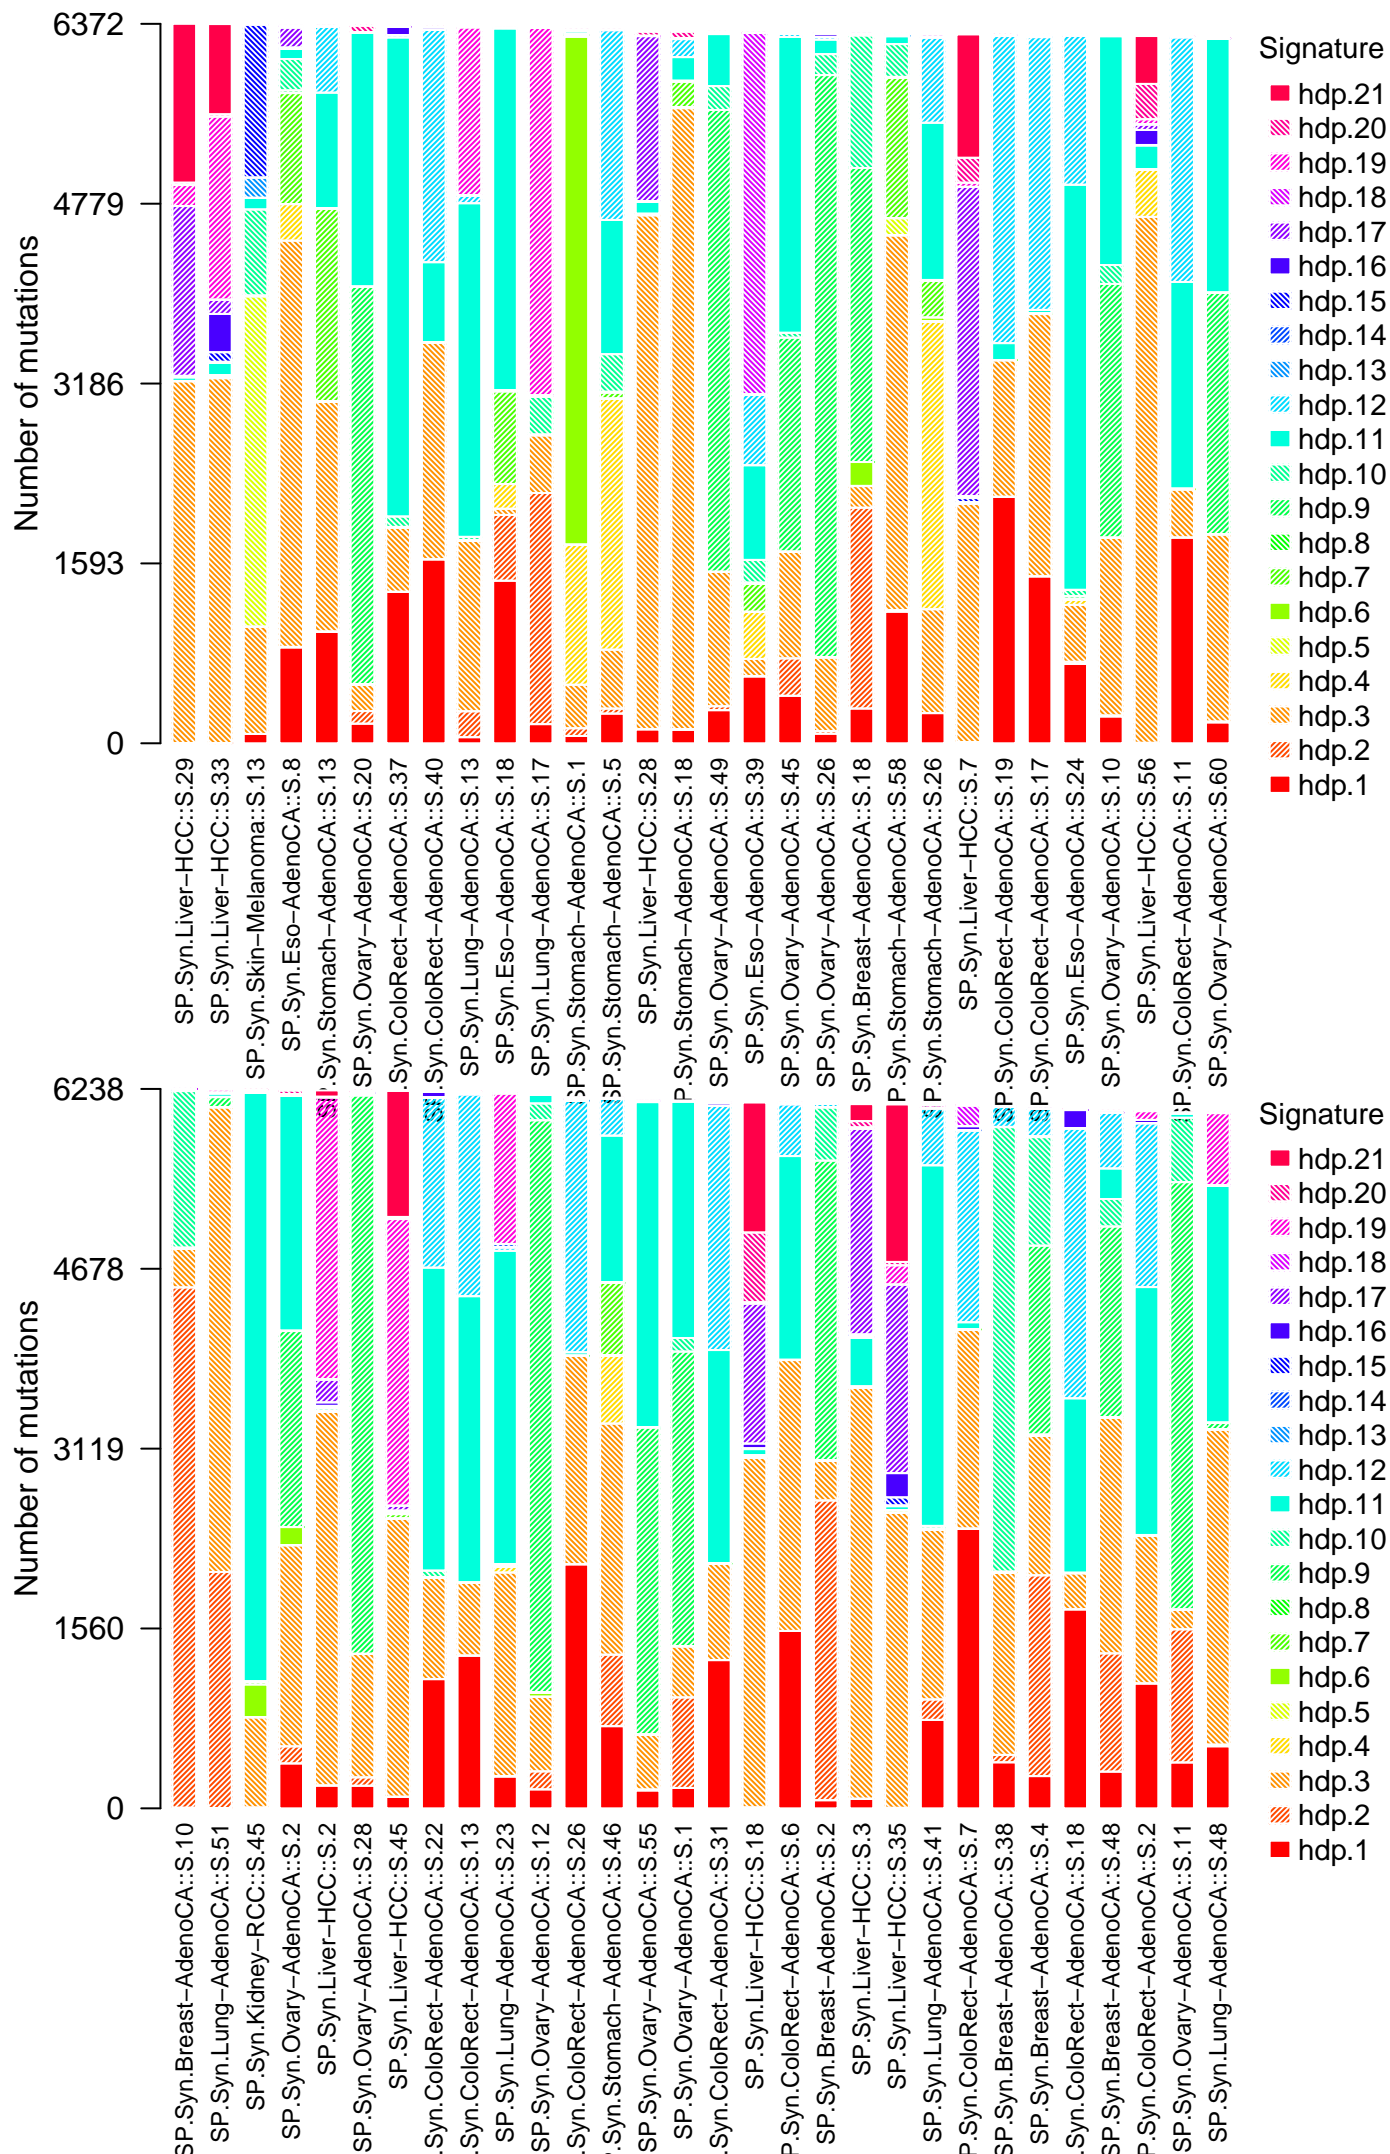 6372
4779
3186
1593
0
Number of mutations
Signature
hdp.21
hdp.20
hdp.19
hdp.18
hdp.17
hdp.16
hdp.15
hdp.14
hdp.13
hdp.12
hdp.11
hdp.10
hdp.9
hdp.8
hdp.7
hdp.6
hdp.5
hdp.4
hdp.3
hdp.2
hdp.1
SP.Syn.Liver−HCC::S.29
SP.Syn.Liver−HCC::S.33
SP.Syn.Skin−Melanoma::S.13
SP.Syn.Eso−AdenoCA::S.8
SP.Syn.Stomach−AdenoCA::S.13
SP.Syn.Ovary−AdenoCA::S.20
.Syn.ColoRect−AdenoCA::S.37
SP.Syn.ColoRect−AdenoCA::S.40
SP.Syn.Lung−AdenoCA::S.13
SP.Syn.Eso−AdenoCA::S.18
SP.Syn.Lung−AdenoCA::S.17
SP.Syn.Stomach−AdenoCA::S.1
SP.Syn.Stomach−AdenoCA::S.5
SP.Syn.Liver−HCC::S.28
P.Syn.Stomach−AdenoCA::S.18
SP.Syn.Ovary−AdenoCA::S.49
SP.Syn.Eso−AdenoCA::S.39
SP.Syn.Ovary−AdenoCA::S.45
SP.Syn.Ovary−AdenoCA::S.26
SP.Syn.Breast−AdenoCA::S.18
P.Syn.Stomach−AdenoCA::S.58
SP.Syn.Stomach−AdenoCA::S.26
SP.Syn.Liver−HCC::S.7
SP.Syn.ColoRect−AdenoCA::S.19
SP.Syn.ColoRect−AdenoCA::S.17
SP.Syn.Eso−AdenoCA::S.24
SP.Syn.Ovary−AdenoCA::S.10
SP.Syn.Liver−HCC::S.56
SP.Syn.ColoRect−AdenoCA::S.11
SP.Syn.Ovary−AdenoCA::S.60
6238
4678
3119
1560
0
Number of mutations
Signature
hdp.21
hdp.20
hdp.19
hdp.18
hdp.17
hdp.16
hdp.15
hdp.14
hdp.13
hdp.12
hdp.11
hdp.10
hdp.9
hdp.8
hdp.7
hdp.6
hdp.5
hdp.4
hdp.3
hdp.2
hdp.1
SP.Syn.Breast−AdenoCA::S.10
SP.Syn.Lung−AdenoCA::S.51
SP.Syn.Kidney−RCC::S.45
SP.Syn.Ovary−AdenoCA::S.2
SP.Syn.Liver−HCC::S.2
SP.Syn.Ovary−AdenoCA::S.28
SP.Syn.Liver−HCC::S.45
.Syn.ColoRect−AdenoCA::S.22
.Syn.ColoRect−AdenoCA::S.13
SP.Syn.Lung−AdenoCA::S.23
SP.Syn.Ovary−AdenoCA::S.12
.Syn.ColoRect−AdenoCA::S.26
SP.Syn.Stomach−AdenoCA::S.46
SP.Syn.Ovary−AdenoCA::S.55
SP.Syn.Ovary−AdenoCA::S.1
.Syn.ColoRect−AdenoCA::S.31
SP.Syn.Liver−HCC::S.18
P.Syn.ColoRect−AdenoCA::S.6
SP.Syn.Breast−AdenoCA::S.2
SP.Syn.Liver−HCC::S.3
SP.Syn.Liver−HCC::S.35
SP.Syn.Lung−AdenoCA::S.41
P.Syn.ColoRect−AdenoCA::S.7
SP.Syn.Breast−AdenoCA::S.38
SP.Syn.Breast−AdenoCA::S.4
.Syn.ColoRect−AdenoCA::S.18
SP.Syn.Breast−AdenoCA::S.48
P.Syn.ColoRect−AdenoCA::S.2
SP.Syn.Ovary−AdenoCA::S.11
SP.Syn.Lung−AdenoCA::S.48